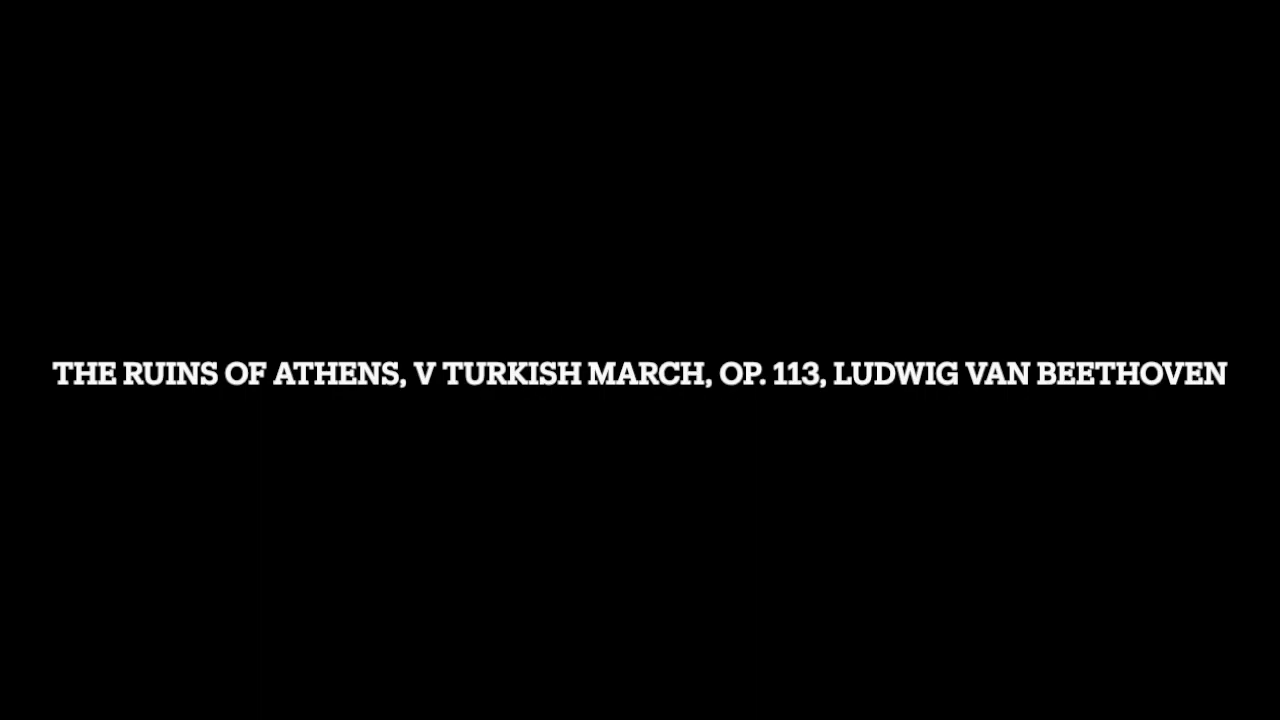 THE RUINS OF ATHENS, V TURKISH MARCH, OP. 113, LUDWIG VAN BEETHOVEN